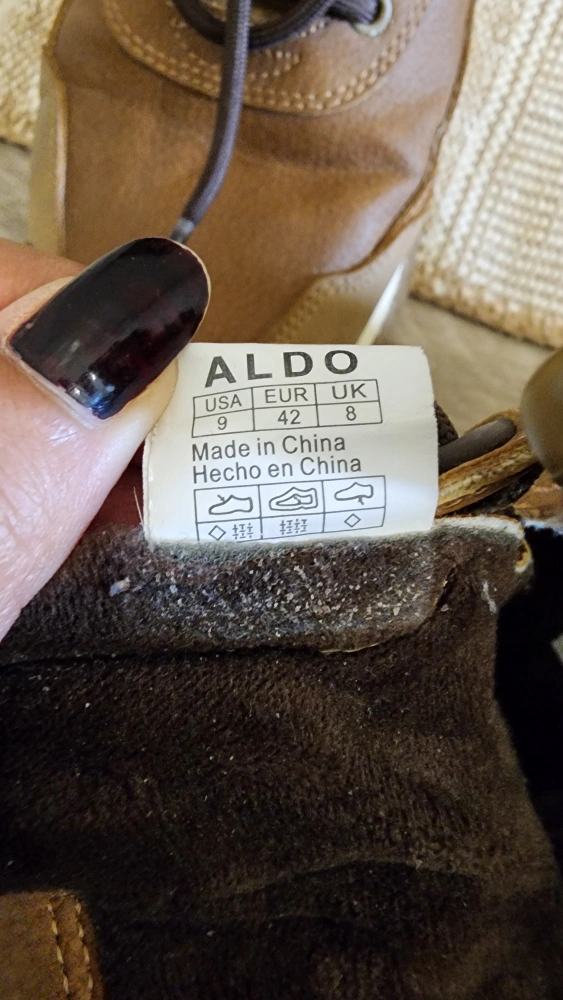 ALDO
USA EUR UK
9 42 8
Made in China
Hecho en China